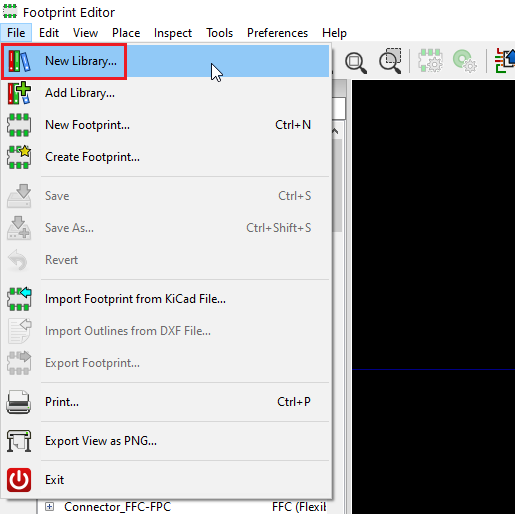 Footprint Editor
File Edit View Place Inspect Tools Preferences Help
New Library...
Add Library...
New Footprint... Ctrl+N
Create Footprint...
Save Ctrl+S
Save As... Ctrl+Shift+S
Revert
Import Footprint from KiCad File...
Import Outlines from DXF File...
Export Footprint...
Print... Ctrl+P
Export View as PNG...
Exit
Connector_FFC-FPC FFC (Flexil